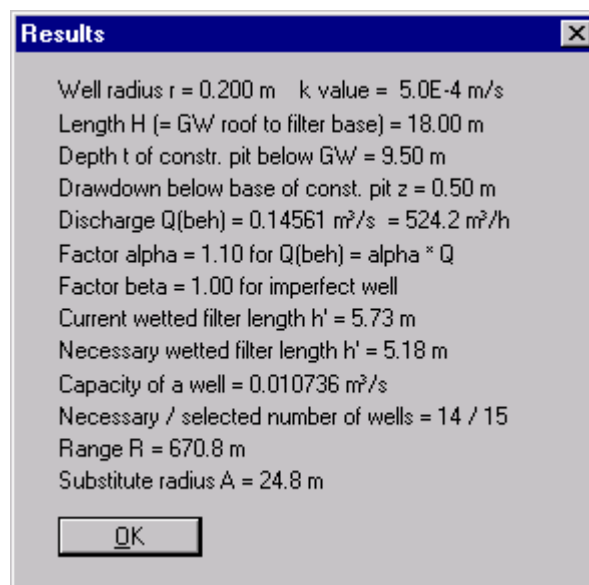 Results
Well radius r = 0.200 m k value = 5.0E-4 m/s
Length H (= GW roof to filter base) = 18.00 m
Depth t of constr. pit below GW = 9.50 m
Drawdown below base of const. pit z = 0.50 m
Discharge Q(beh) = 0.14561 m³/s = 524.2 m³/h
Factor alpha = 1.10 for Q(beh) = alpha * Q
Factor beta = 1.00 for imperfect well
Current wetted filter length h' = 5.73 m
Necessary wetted filter length h' = 5.18 m
Capacity of a well = 0.010736 m³/s
Necessary / selected number of wells = 14 / 15
Range R = 670.8 m
Substitute radius A = 24.8 m
OK